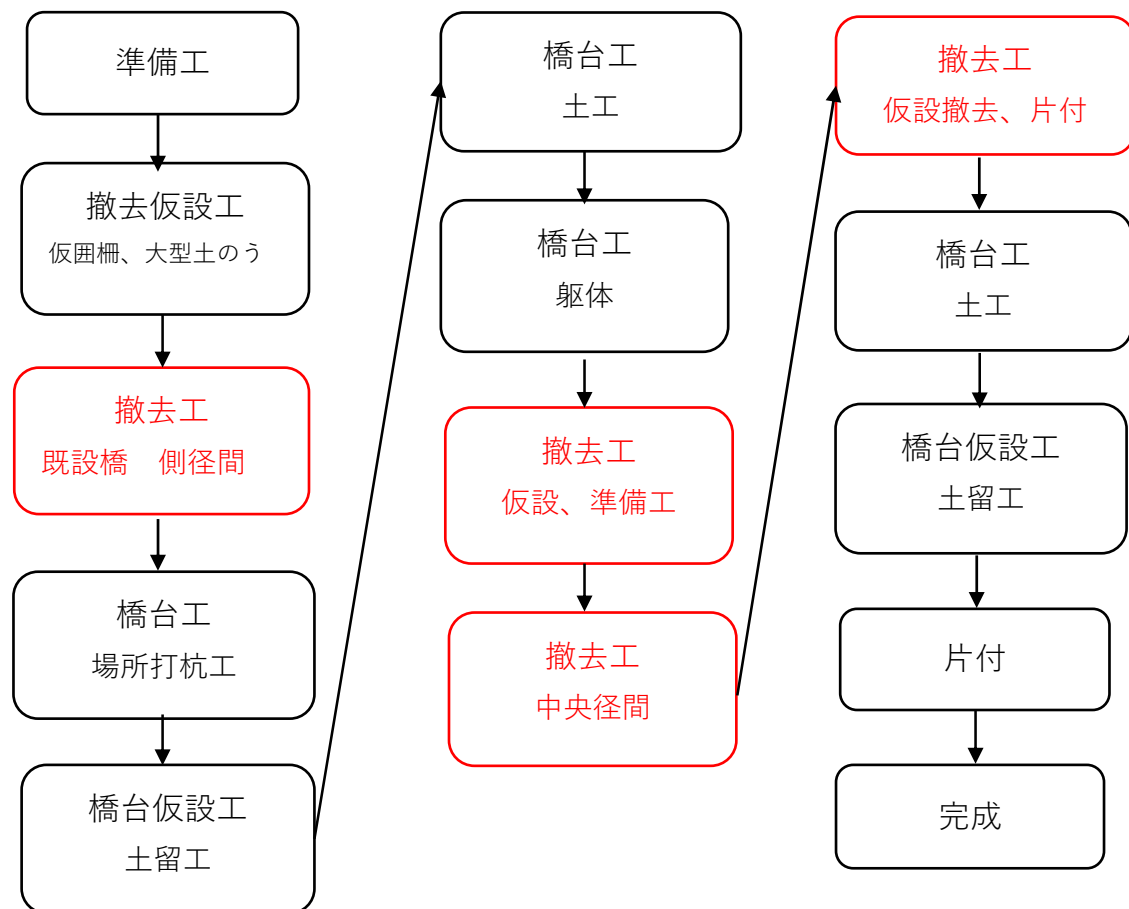 準備工
撤去仮設工
仮囲柵、大型土のう
撤去工
既設橋　側径間
橋台工
場所打杭工
橋台仮設工
土留工
橋台工
土工
橋台工
躯体
撤去工
仮設、準備工
撤去工
中央径間
撤去工
仮設撤去、片付
橋台工
土工
橋台仮設工
土留工
片付
完成